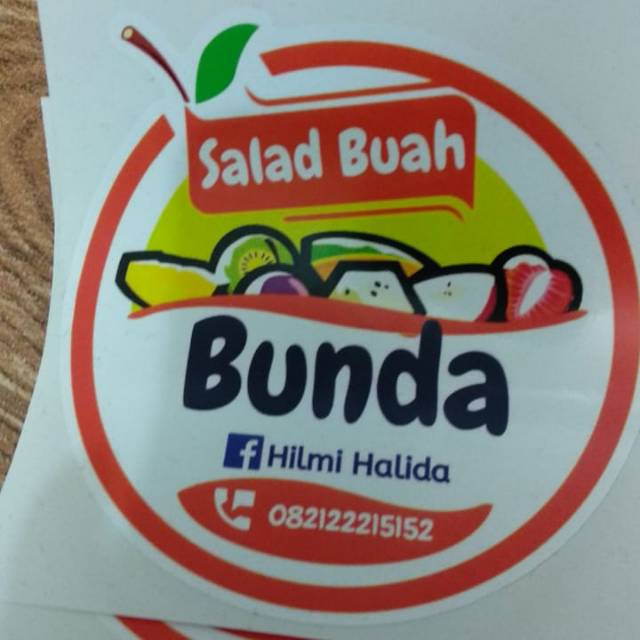 Salad Buah
Bunda
Hilmi Halida
082122215152